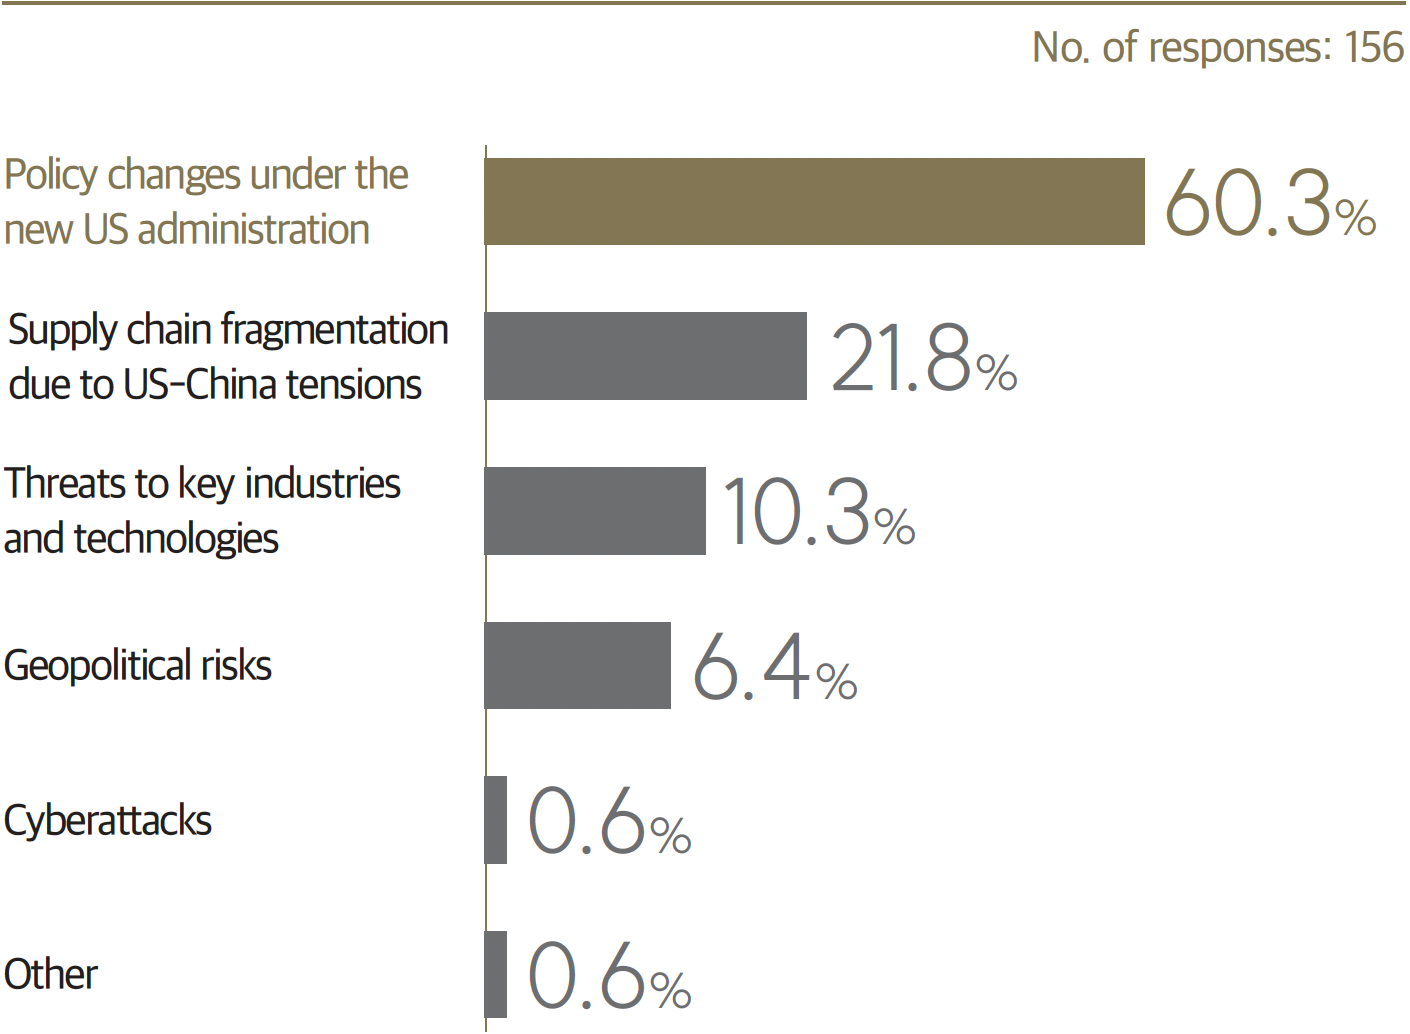 No. of responses: 156
Policy changes under the
new US administration
60.3%
Supply chain fragmentation
due to US-China tensions
21.8%
Threats to key industries
and technologies
10.3%
Geopolitical risks
6.4%
Cyberattacks
0.6%
Other
0.6%